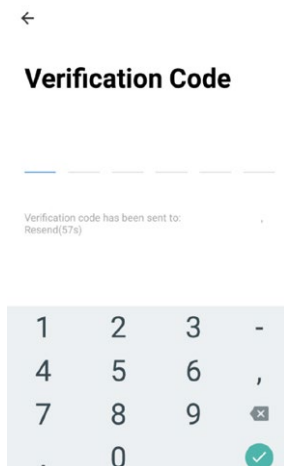 Verification Code
Verification code has been sent to:
Resend(57s)
1 2 3 -
4 5 6 ,
7 8 9
. 0